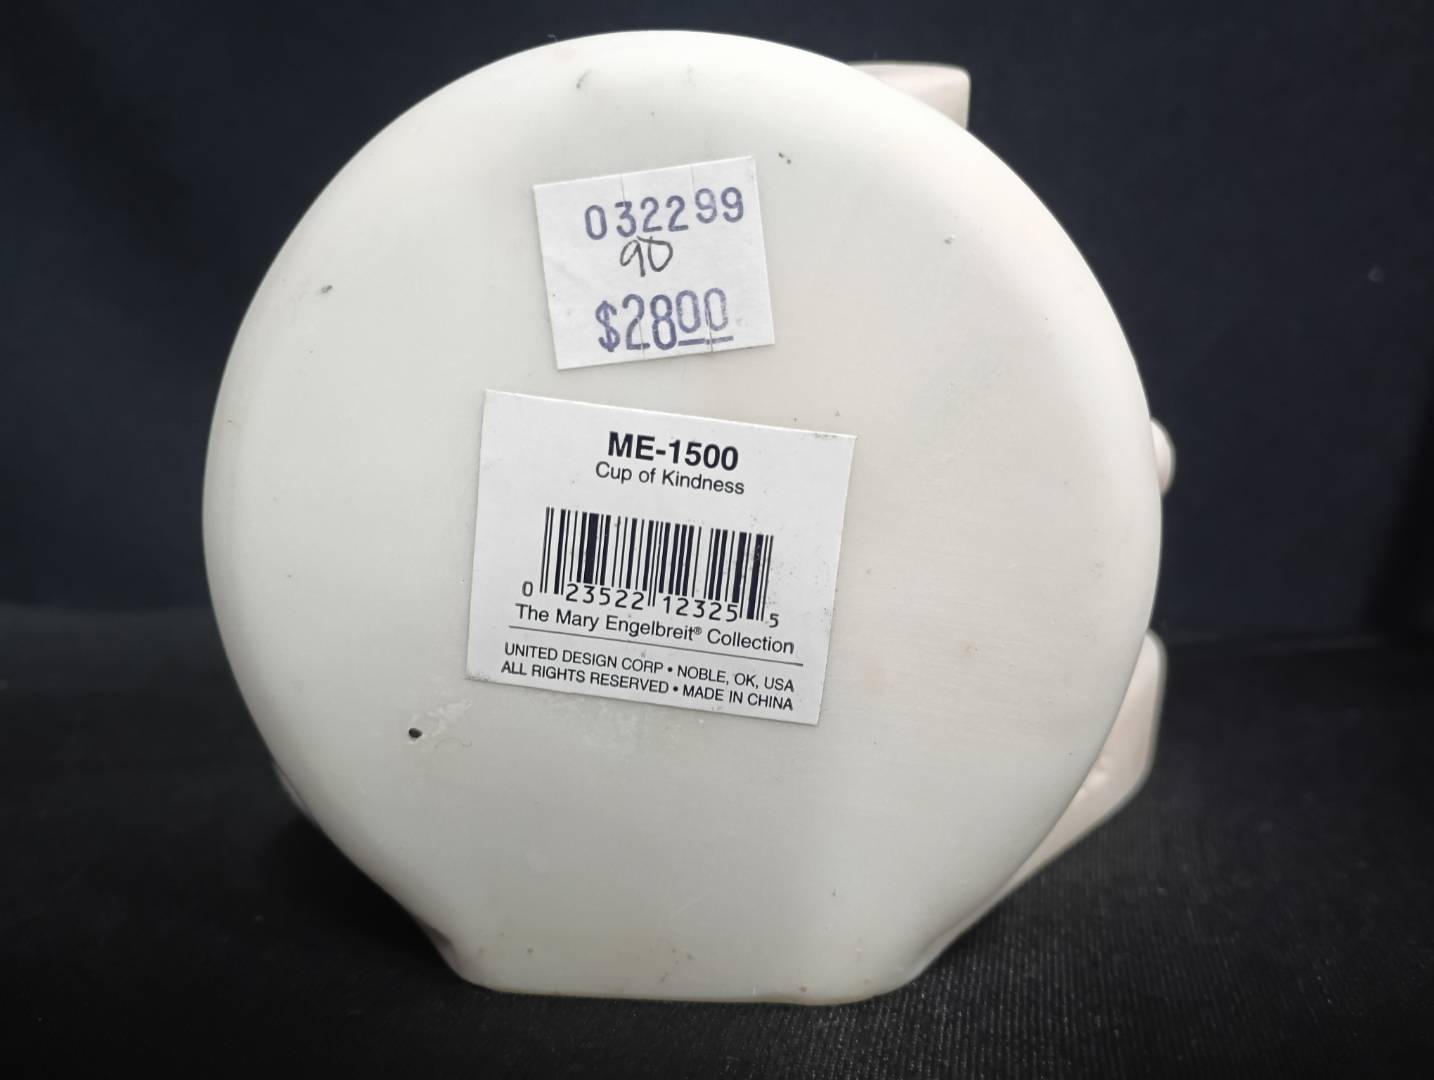 032299
90
$2800
ME-1500
Cup of Kindness
0 23522 12325 5
The Mary Engelbreit® Collection
UNITED DESIGN CORP • NOBLE, OK, USA
ALL RIGHTS RESERVED • MADE IN CHINA